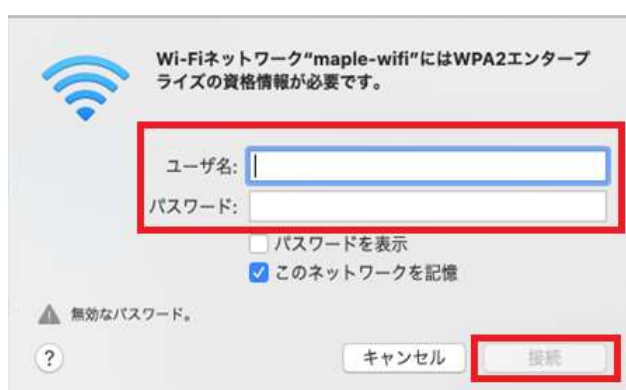 Wi-Fiネットワーク“maple-wifi”にはWPA2エンタープ
ライズの資格情報が必要です。
ユーザ名:
パスワード:
パスワードを表示
このネットワークを記憶
無効なパスワード。
? キャンセル 接続